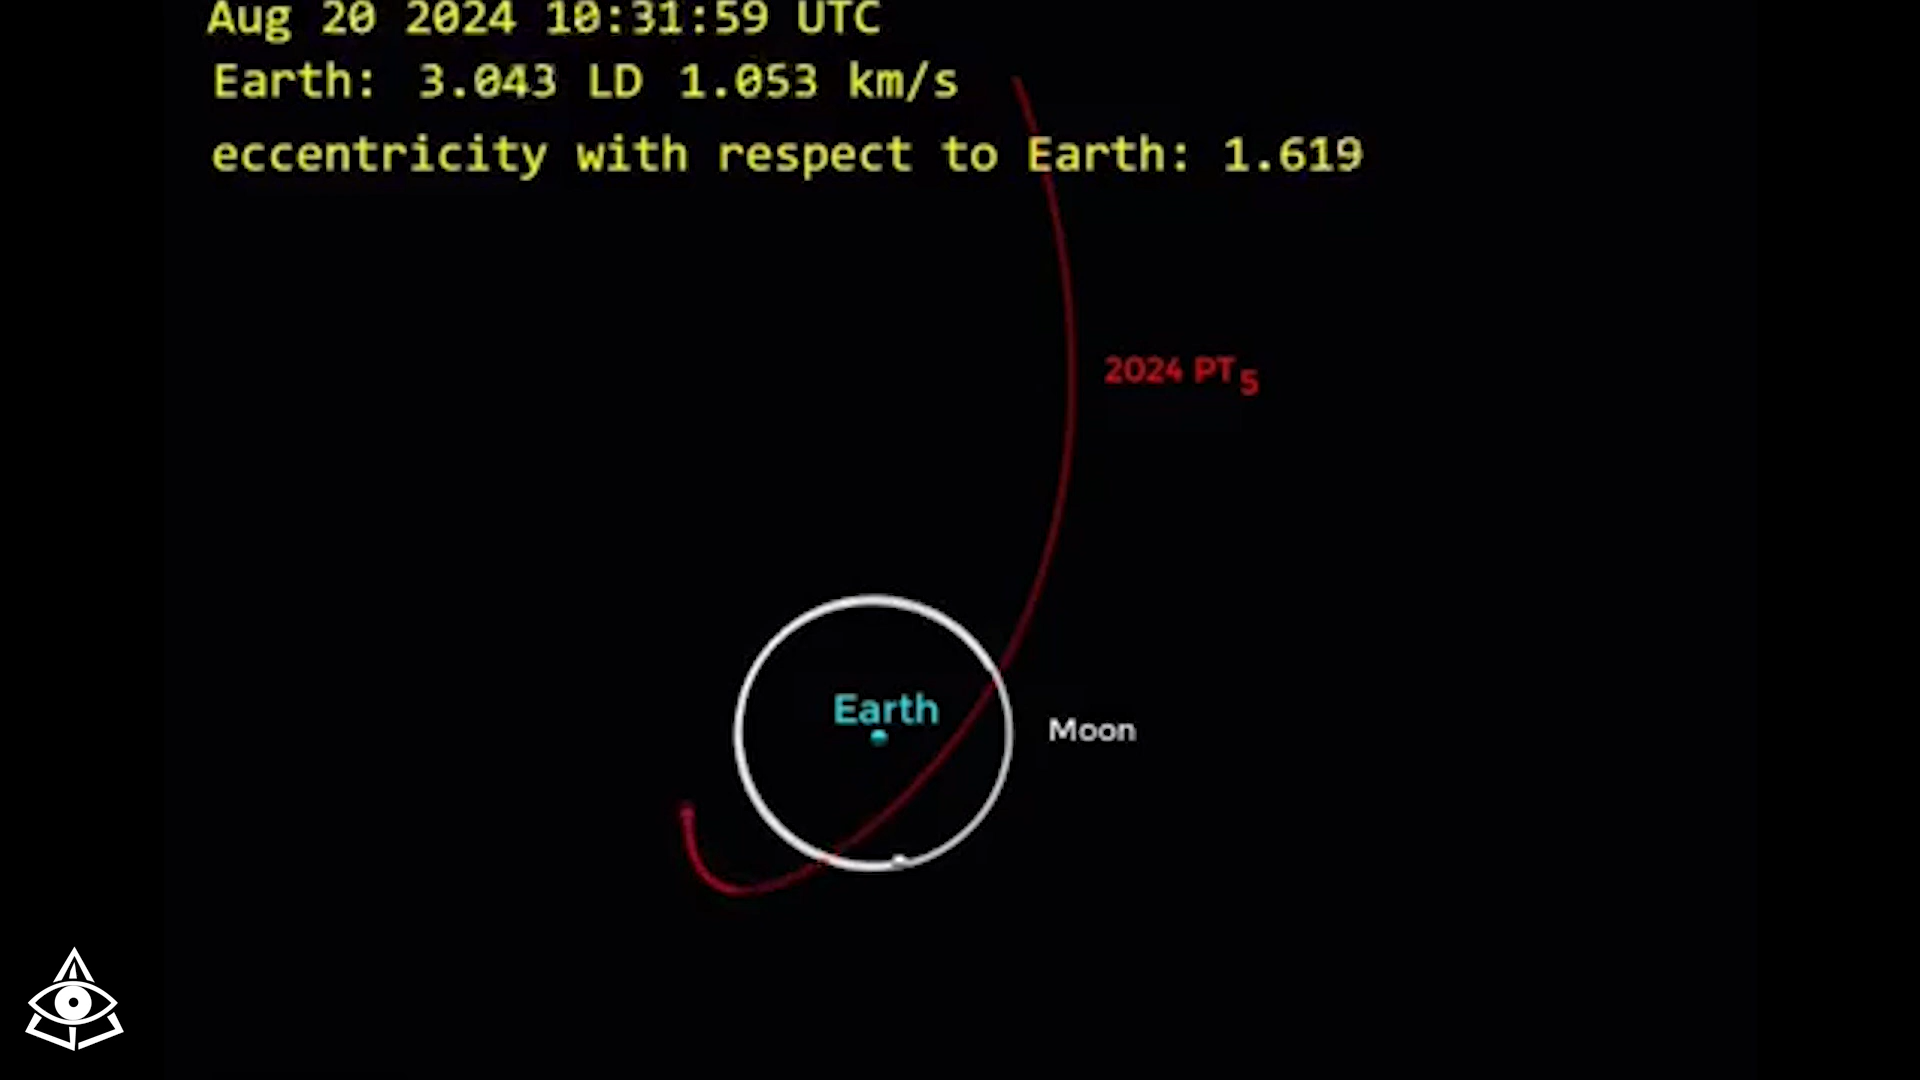 Aug 20 2024 10:31:59 UTC
Earth: 3.043 LD 1.053 km/s
eccentricity with respect to Earth: 1.619
2024 PT5
Earth
Moon